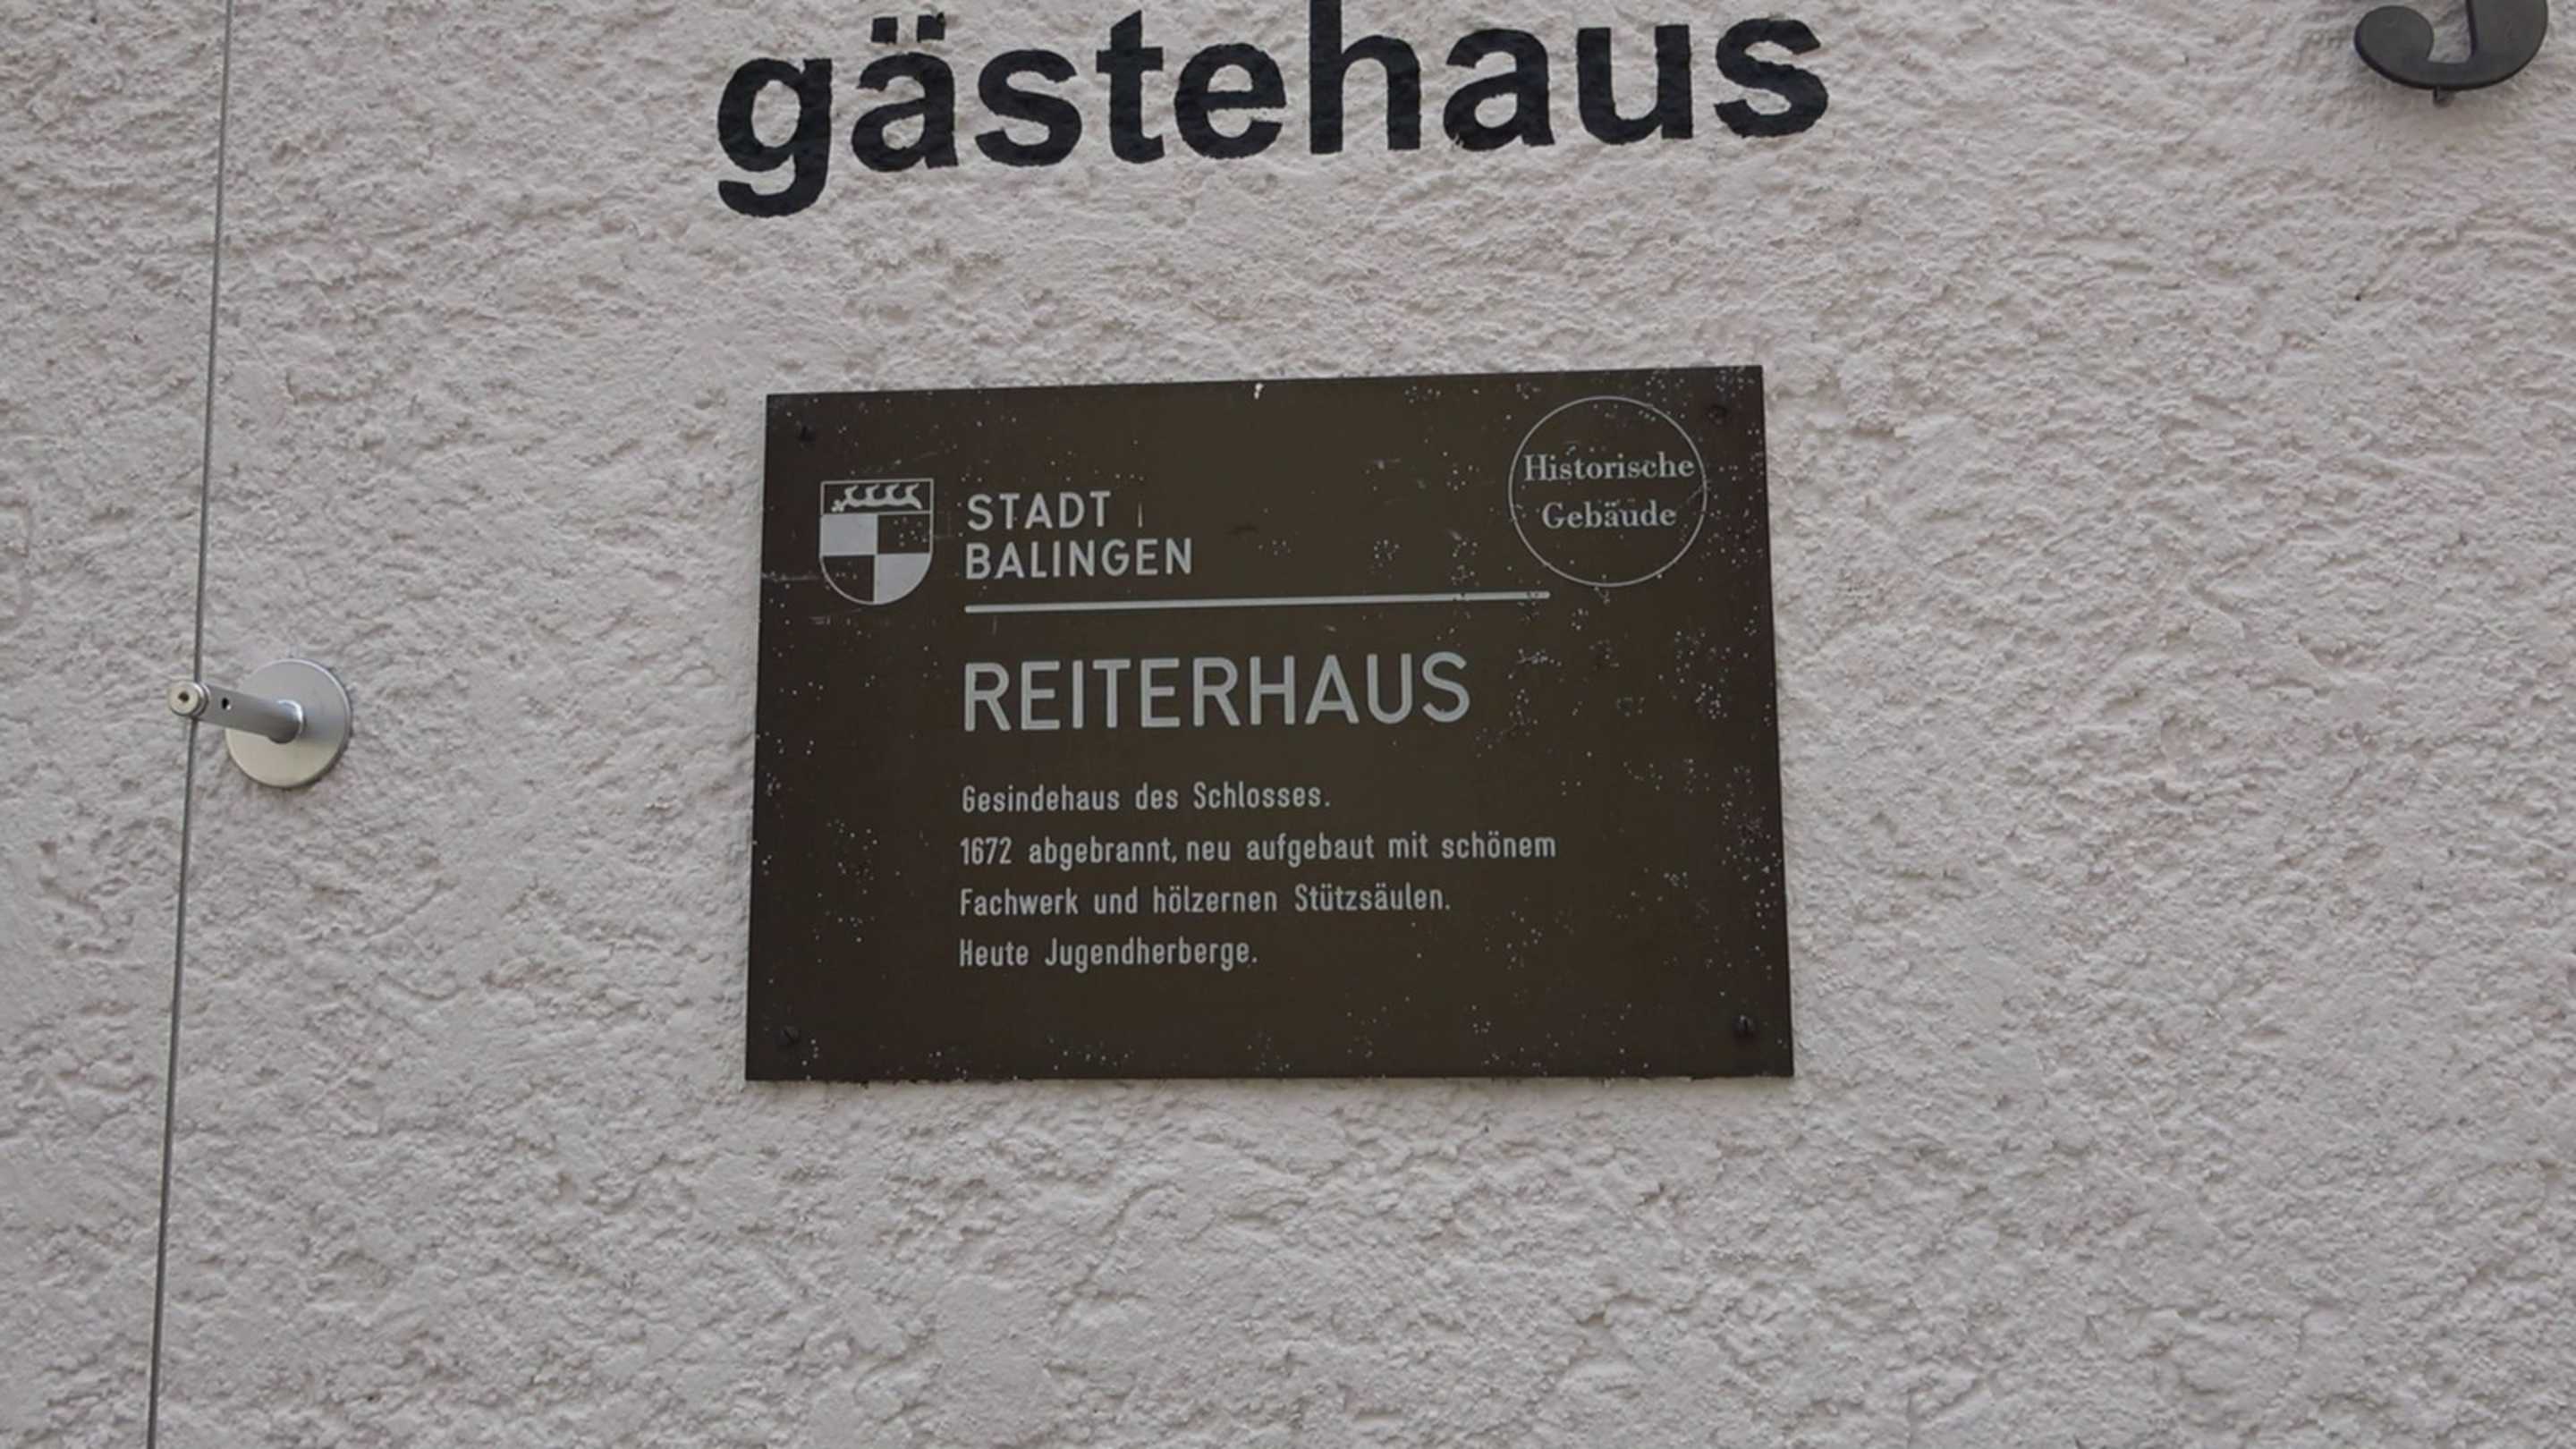 gästehaus
STADT
BALINGEN
Historische
Gebäude
REITERHAUS
Gesindehaus des Schlosses.
1672 abgebrannt, neu aufgebaut mit schönem
Fachwerk und hölzernen Stützsäulen.
Heute Jugendherberge.